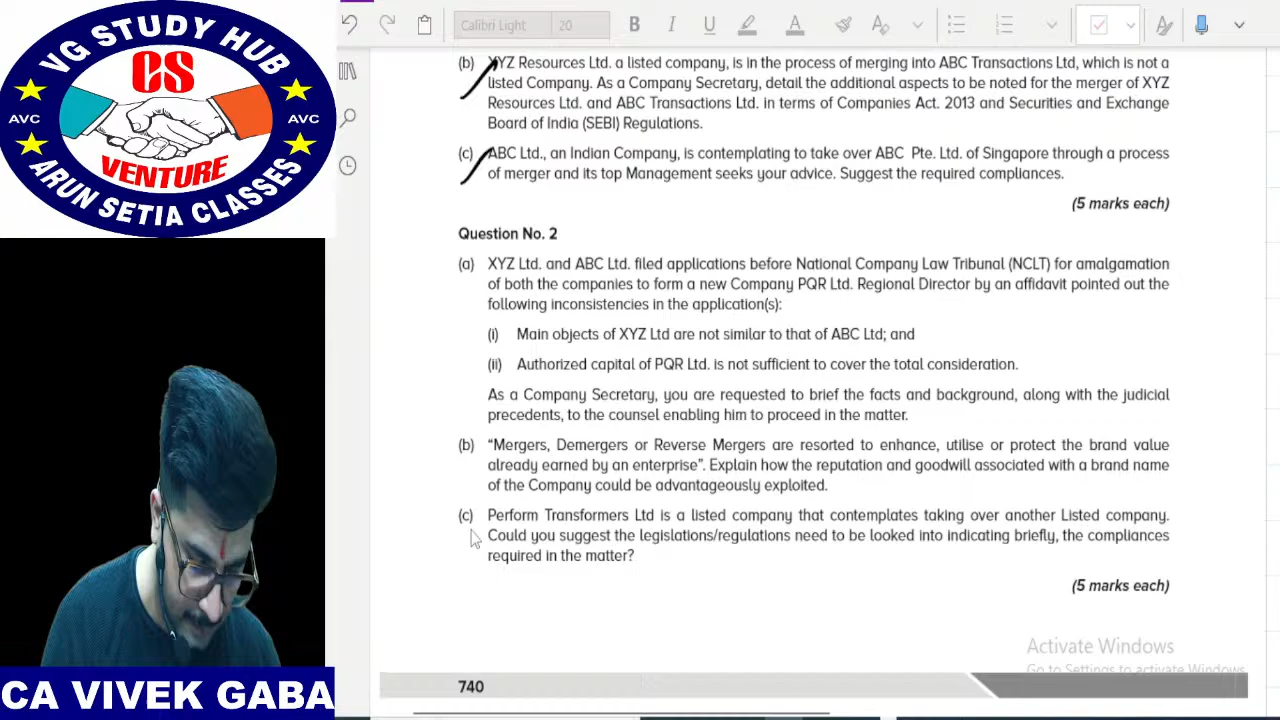 VG STUDY HUB
CS
AVC
AVC
VENTURE
ARUN SETIA CLASSES
CA VIVEK GABA
Calibri Light
20
B
I
U
A
(b) XYZ Resources Ltd. a listed company, is in the process of merging into ABC Transactions Ltd, which is not a
listed Company. As a Company Secretary, detail the additional aspects to be noted for the merger of XYZ
Resources Ltd. and ABC Transactions Ltd. in terms of Companies Act. 2013 and Securities and Exchange
Board of India (SEBI) Regulations.
(c) ABC Ltd., an Indian Company, is contemplating to take over ABC Pte. Ltd. of Singapore through a process
of merger and its top Management seeks your advice. Suggest the required compliances.
(5 marks each)
Question No. 2
(a) XYZ Ltd. and ABC Ltd. filed applications before National Company Law Tribunal (NCLT) for amalgamation
of both the companies to form a new Company PQR Ltd. Regional Director by an affidavit pointed out the
following inconsistencies in the application(s):
(i) Main objects of XYZ Ltd are not similar to that of ABC Ltd; and
(ii) Authorized capital of PQR Ltd. is not sufficient to cover the total consideration.
As a Company Secretary, you are requested to brief the facts and background, along with the judicial
precedents, to the counsel enabling him to proceed in the matter.
(b) “Mergers, Demergers or Reverse Mergers are resorted to enhance, utilise or protect the brand value
already earned by an enterprise”. Explain how the reputation and goodwill associated with a brand name
of the Company could be advantageously exploited.
(c) Perform Transformers Ltd is a listed company that contemplates taking over another Listed company.
Could you suggest the legislations/regulations need to be looked into indicating briefly, the compliances
required in the matter?
(5 marks each)
Activate Windows
Go to Settings to activate Windows.
740